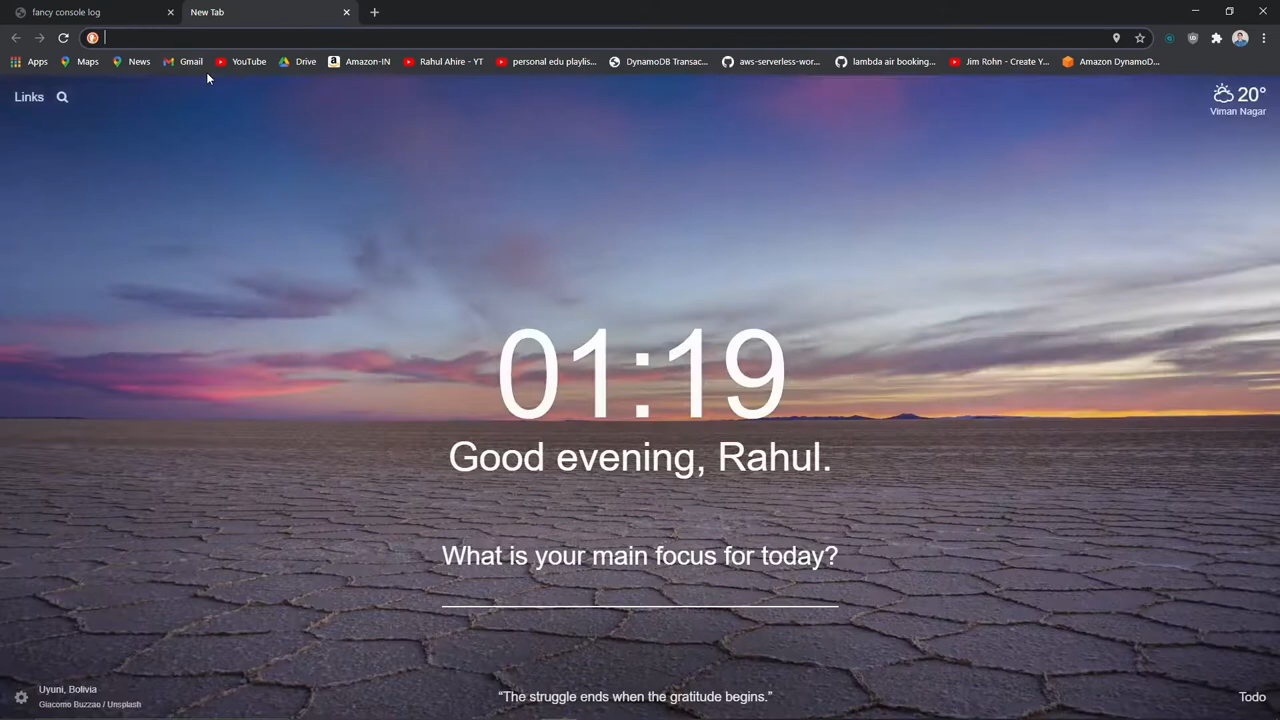 fancy console log
New Tab
Apps Maps News Gmail YouTube Drive Amazon-IN Rahul Ahire - YT personal edu playlis... DynamoDB Transac... aws-serverless-wor... lambda air booking... Jim Rohn - Create Y... Amazon DynamoD...
Links
20°
Viman Nagar
01:19
Good evening, Rahul.
What is your main focus for today?
Uyuni, Bolivia
Giacomo Buzzao / Unsplash
“The struggle ends when the gratitude begins.”
Todo